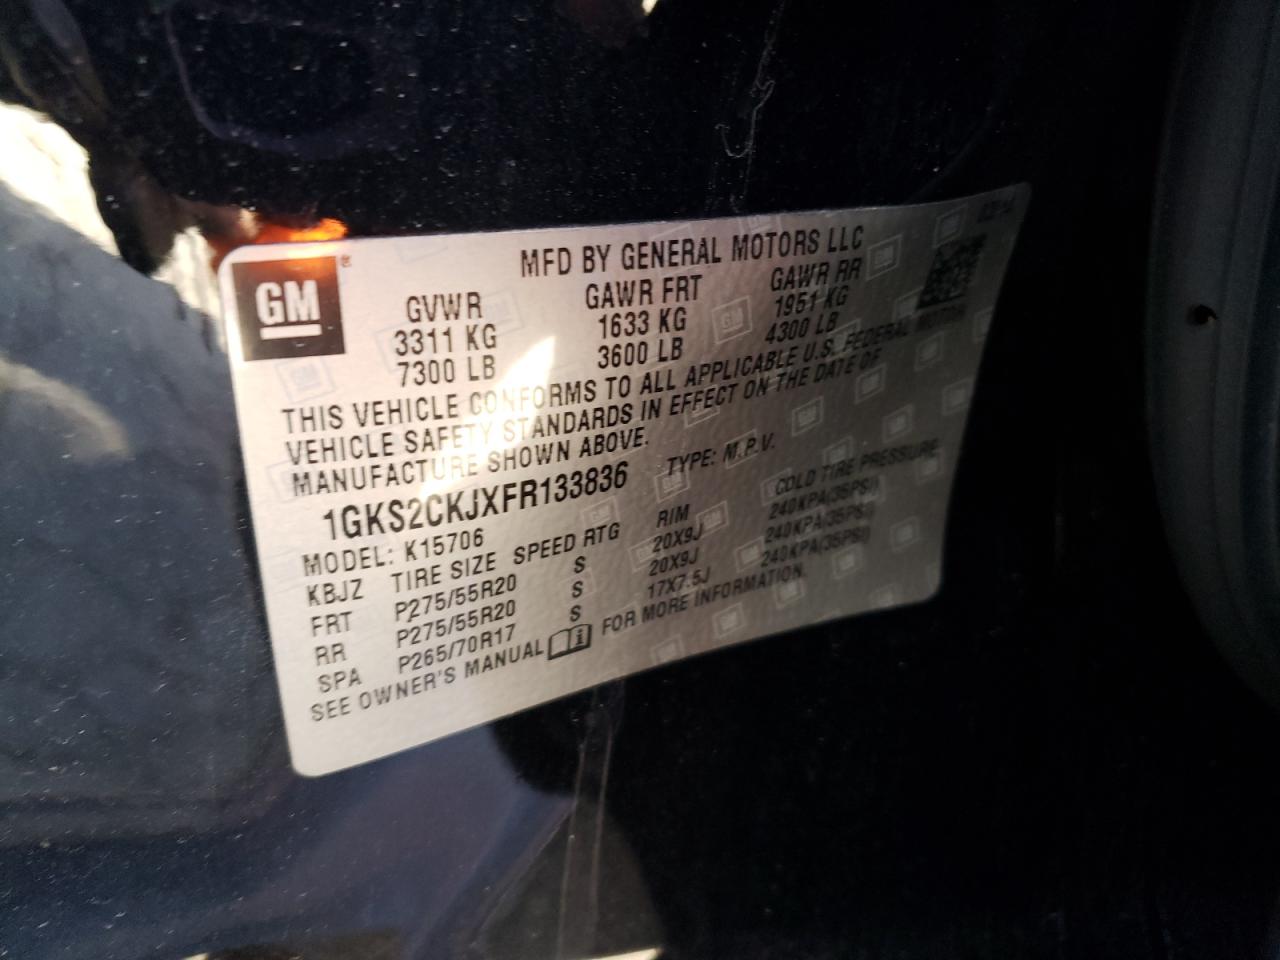 MFD BY GENERAL MOTORS LLC
GM
GVWR GAWR FRT GAWR RR
3311 KG 1633 KG 1951 KG
7300 LB 3600 LB 4300 LB
THIS VEHICLE CONFORMS TO ALL APPLICABLE U.S. FEDERAL MOTOR
VEHICLE SAFETY STANDARDS IN EFFECT ON THE DATE OF
MANUFACTURE SHOWN ABOVE.
1GKS2CKJXFR133836 TYPE: M.P.V.
MODEL: K15706
KBJZ TIRE SIZE SPEED RTG RIM COLD TIRE PRESSURE
FRT P275/55R20 S 20X9J 240KPA(35PSI)
RR P275/55R20 S 20X9J 240KPA(35PSI)
SPA P265/70R17 S 17X7.5J 240KPA(35PSI)
SEE OWNER'S MANUAL FOR MORE INFORMATION.